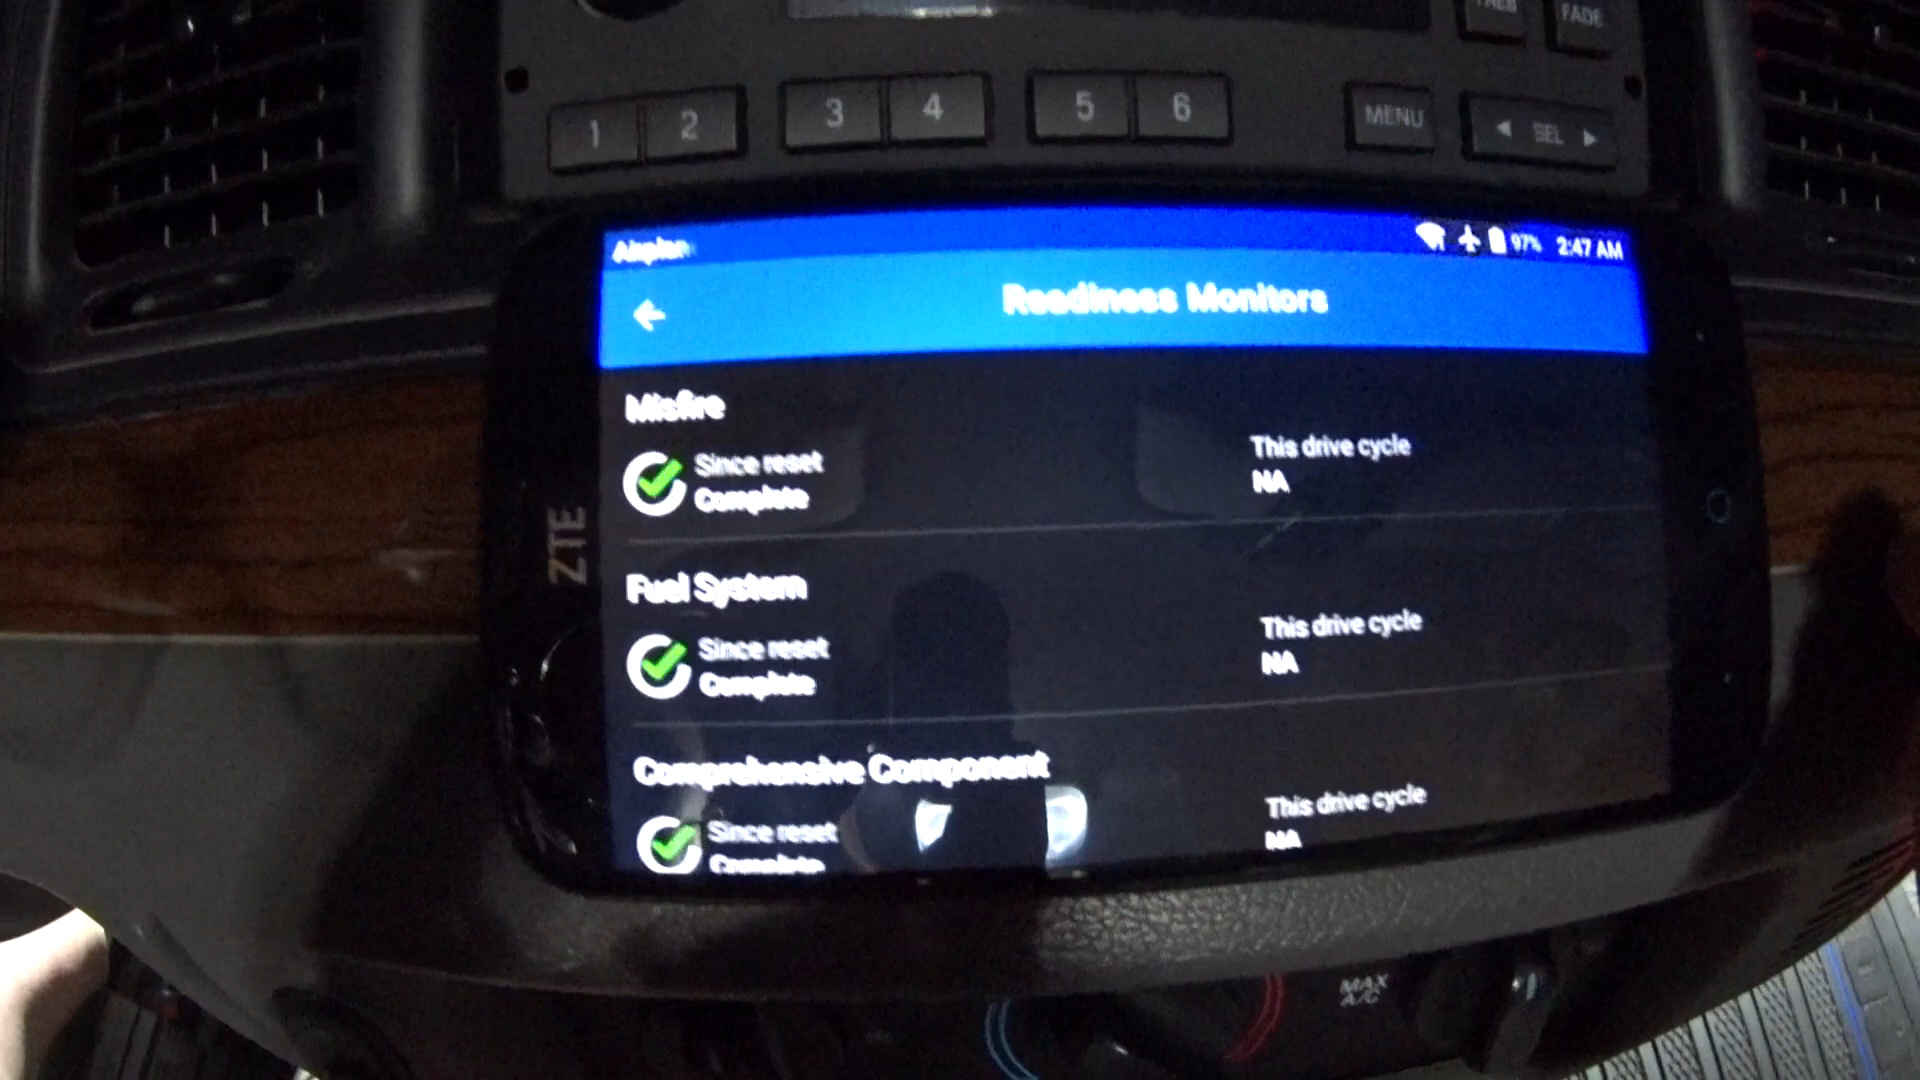 FADE
1 2 3 4 5 6 MENU SEL
97% 2:47 AM
Readiness Monitors
Misfire
Since reset
Complete
This drive cycle
NA
ZTE
Fuel System
Since reset
Complete
This drive cycle
NA
Comprehensive Component
Since reset
Complete
This drive cycle
NA
MAX
A/C